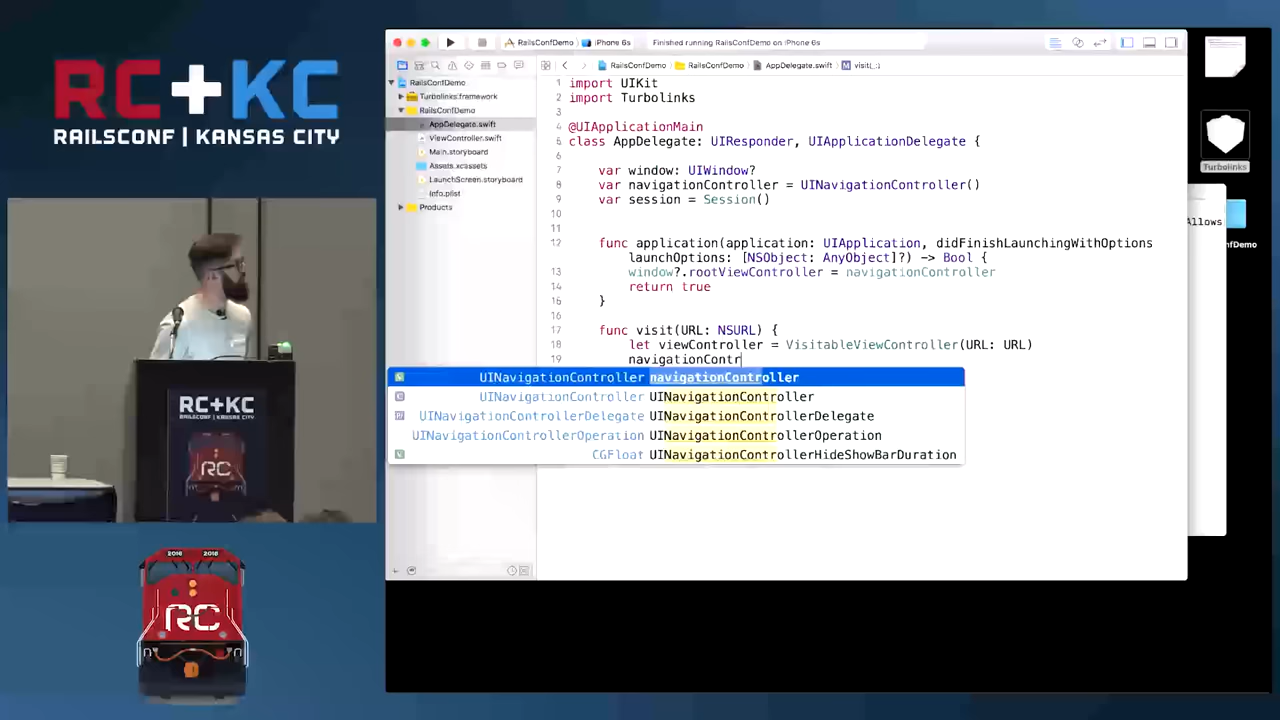 RC+KC
RAILSCONF | KANSAS CITY
RC+KC
RAILSCONF | KANSAS CITY
RC
2016 2016
RC
RailsConfDemo
iPhone 6s
Finished running RailsConfDemo on iPhone 6s
RailsConfDemo
RailsConfDemo
AppDelegate.swift
visit(_:)
RailsConfDemo
Turbolinks.framework
RailsConfDemo
AppDelegate.swift
ViewController.swift
Main.storyboard
Assets.xcassets
LaunchScreen.storyboard
Info.plist
Products
1 import UIKit
2 import Turbolinks
3
4 @UIApplicationMain
5 class AppDelegate: UIResponder, UIApplicationDelegate {
6
7 var window: UIWindow?
8 var navigationController = UINavigationController()
9 var session = Session()
10
11
12 func application(application: UIApplication, didFinishLaunchingWithOptions
launchOptions: [NSObject: AnyObject]?) -> Bool {
13 window?.rootViewController = navigationController
14 return true
15 }
16
17 func visit(URL: NSURL) {
18 let viewController = VisitableViewController(URL: URL)
19 navigationContr
UINavigationController navigationController
UINavigationController UINavigationController
UINavigationControllerDelegate UINavigationControllerDelegate
UINavigationControllerOperation UINavigationControllerOperation
CGFloat UINavigationControllerHideShowBarDuration
Turbolinks
Allows
onfDemo